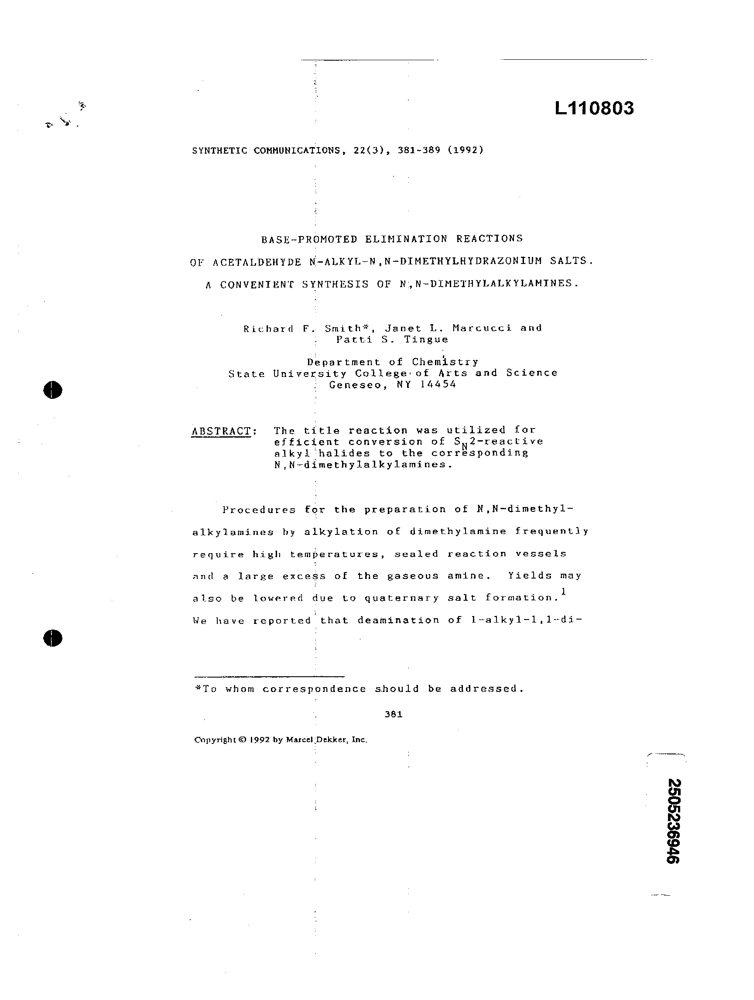 L110803
SYNTHETIC COMMUNICATIONS, 22(3), 381-389 (1992)
BASE-PROMOTED ELIMINATION REACTIONS
OF ACETALDEHYDE N-ALKYL-N,N-DIMETHYLHYDRAZONIUM SALTS.
A CONVENIENT SYNTHESIS OF N,N-DIMETHYLALKYLAMINES.
Richard F. Smith*, Janet L. Marcucci and
Patti S. Tingue
Department of Chemistry
State University College of Arts and Science
Geneseo, NY 14454
ABSTRACT: The title reaction was utilized for
efficient conversion of SN2-reactive
alkyl halides to the corresponding
N,N-dimethylalkylamines.
Procedures for the preparation of N,N-dimethyl-
alkylamines by alkylation of dimethylamine frequently
require high temperatures, sealed reaction vessels
and a large excess of the gaseous amine. Yields may
also be lowered due to quaternary salt formation.1
We have reported that deamination of 1-alkyl-1,1-di-
*To whom correspondence should be addressed.
381
Copyright © 1992 by Marcel Dekker, Inc.
2505236946